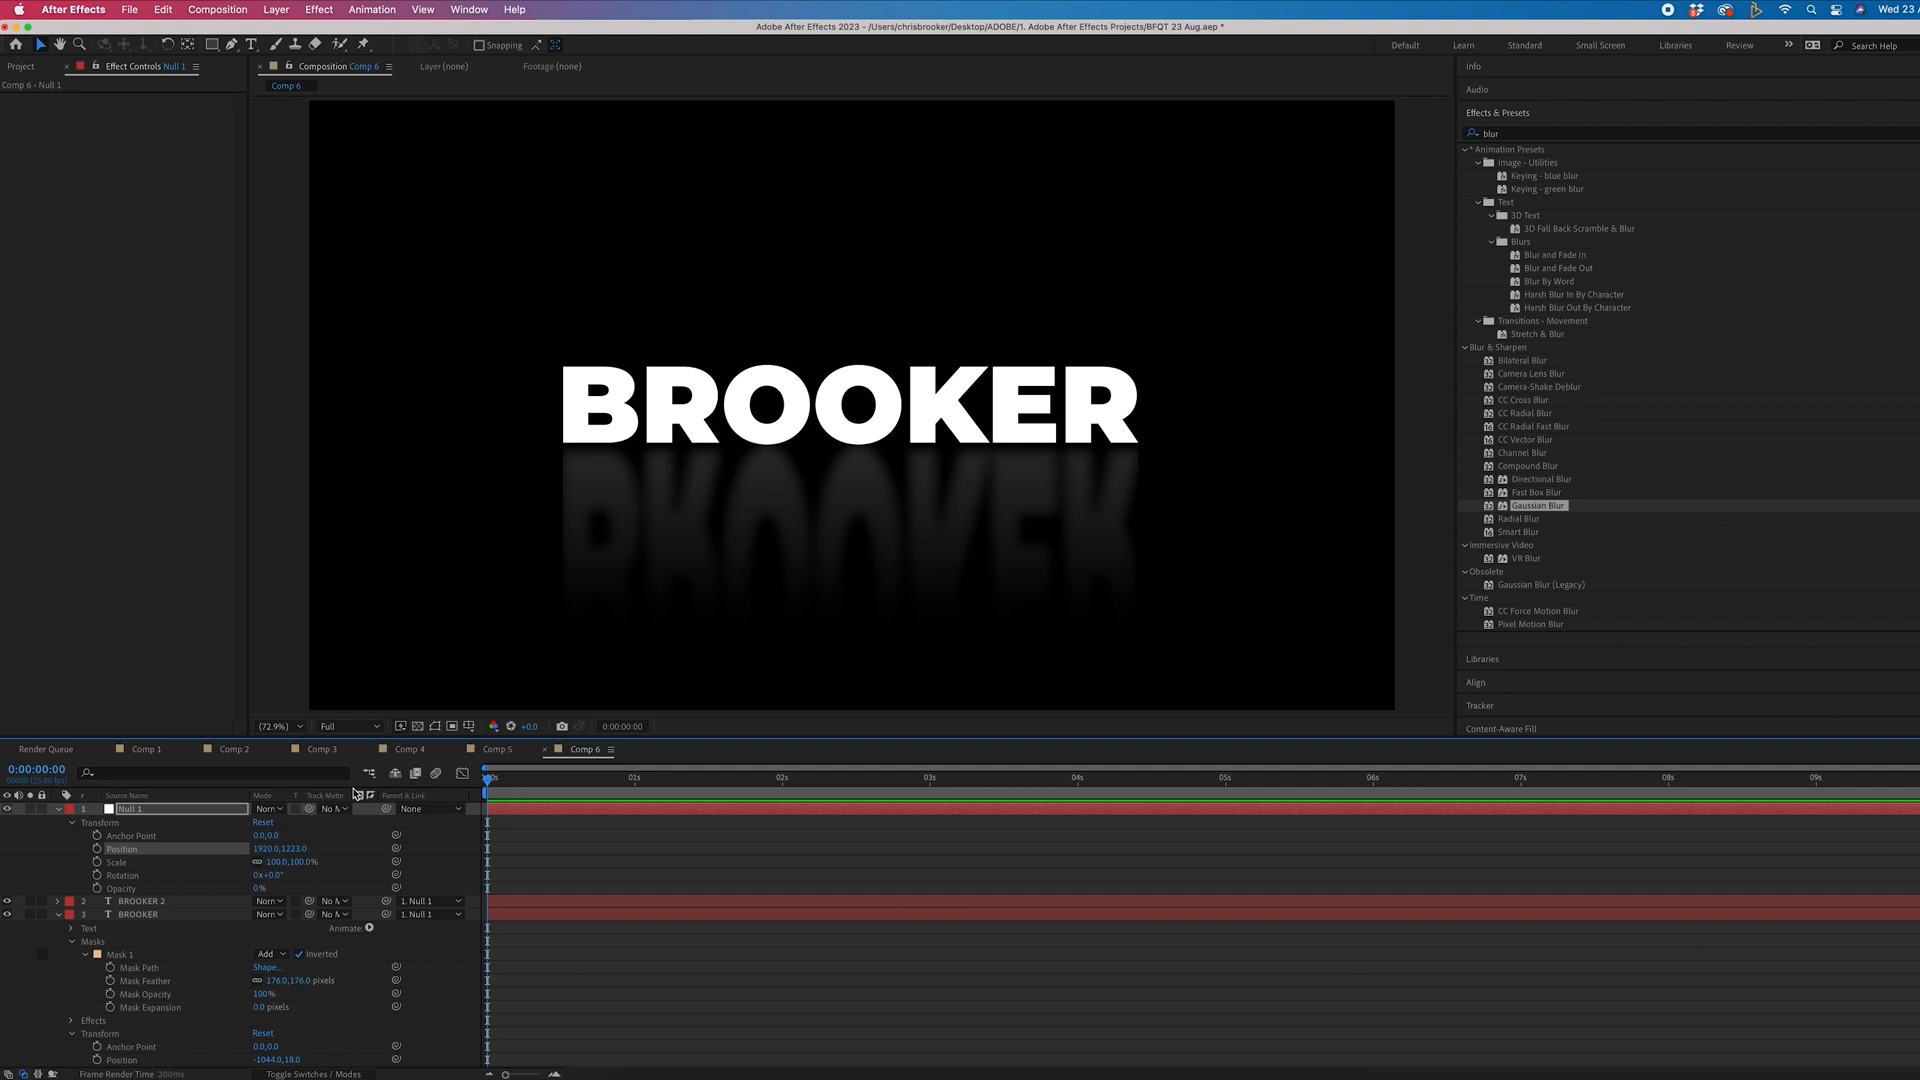 After Effects File Edit Composition Layer Effect Animation View Window Help Wed 23 A
Adobe After Effects 2023 – /Users/chrisbrooker/Desktop/ADOBE/1. Adobe After Effects Projects/BFQT 23 Aug.aep *
Snapping Default Learn Standard Small Screen Libraries Review Search Help
Project Effect Controls Null 1 Composition Comp 6 Layer (none) Footage (none) Info
Comp 6 - Null 1 Comp 6
Audio
Effects & Presets
blur
* Animation Presets
Image - Utilities
Keying - blue blur
Keying - green blur
Text
3D Text
3D Fall Back Scramble & Blur
Blurs
Blur and Fade In
Blur and Fade Out
Blur By Word
Harsh Blur In By Character
Harsh Blur Out By Character
Transitions - Movement
Stretch & Blur
Blur & Sharpen
Bilateral Blur
Camera Lens Blur
Camera-Shake Deblur
CC Cross Blur
CC Radial Blur
CC Radial Fast Blur
CC Vector Blur
Channel Blur
Compound Blur
Directional Blur
Fast Box Blur
Gaussian Blur
Radial Blur
Smart Blur
Immersive Video
VR Blur
Obsolete
Gaussian Blur (Legacy)
Time
CC Force Motion Blur
Pixel Motion Blur
Libraries
Align
Tracker
Content-Aware Fill
BROOKER
(72.9%) Full +0.0 0:00:00:00
Render Queue Comp 1 Comp 2 Comp 3 Comp 4 Comp 5 Comp 6
0:00:00:00
00000 (25.00 fps)
01s 02s 03s 04s 05s 06s 07s 08s 09s
# Source Name Mode T Track Matte Parent & Link
1 Null 1 Norn No M None
Transform Reset
Anchor Point 0.0,0.0
Position 1920.0,1223.0
Scale 100.0,100.0%
Rotation 0x+0.0°
Opacity 0%
2 T BROOKER 2 Norn No M 1. Null 1
3 T BROOKER Norn No M 1. Null 1
Text Animate:
Masks
Mask 1 Add Inverted
Mask Path Shape...
Mask Feather 176.0,176.0 pixels
Mask Opacity 100%
Mask Expansion 0.0 pixels
Effects
Transform Reset
Anchor Point 0.0,0.0
Position -1044.0,18.0
Frame Render Time 200ms Toggle Switches / Modes